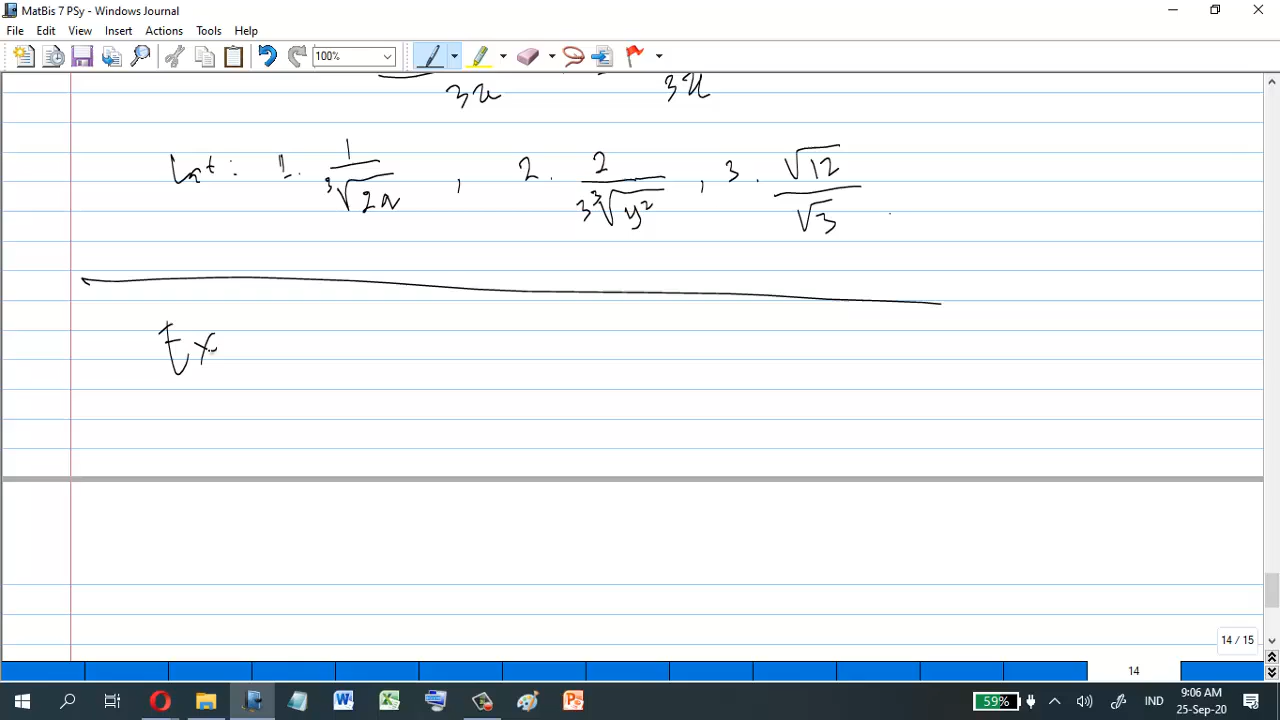 MatBis 7 PSy - Windows Journal
File Edit View Insert Actions Tools Help
100%
3x 3x
Lat: 1. 1/∛2x , 2. 2/3∛y² , 3. √12/√3 .
Ex
14 / 15
14
59% IND 9:06 AM
25-Sep-20